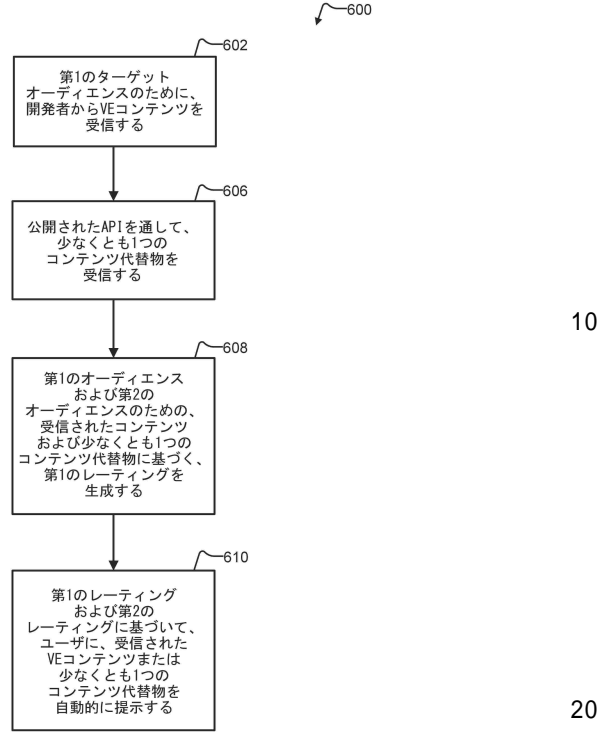 600
602
第1のターゲット
オーディエンスのために、
開発者からVEコンテンツを
受信する
606
公開されたAPIを通して、
少なくとも1つの
コンテンツ代替物を
受信する
10
608
第1のオーディエンス
および第2の
オーディエンスのための、
受信されたコンテンツ
および少なくとも1つの
コンテンツ代替物に基づく、
第1のレーティングを
生成する
610
第1のレーティング
および第2の
レーティングに基づいて、
ユーザに、受信された
VEコンテンツまたは
少なくとも1つの
コンテンツ代替物を
自動的に提示する
20